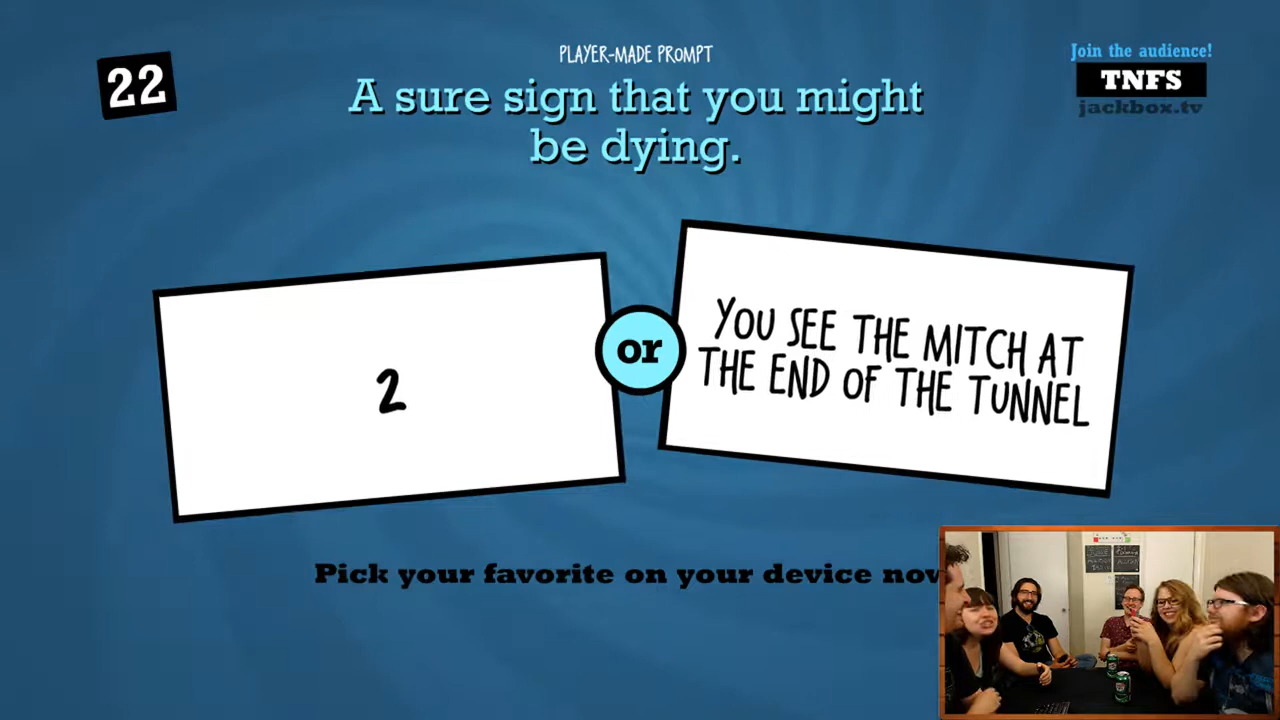 22
PLAYER-MADE PROMPT
A sure sign that you might
be dying.
Join the audience!
TNFS
jackbox.tv
2
or
YOU SEE THE MITCH AT
THE END OF THE TUNNEL
Pick your favorite on your device now